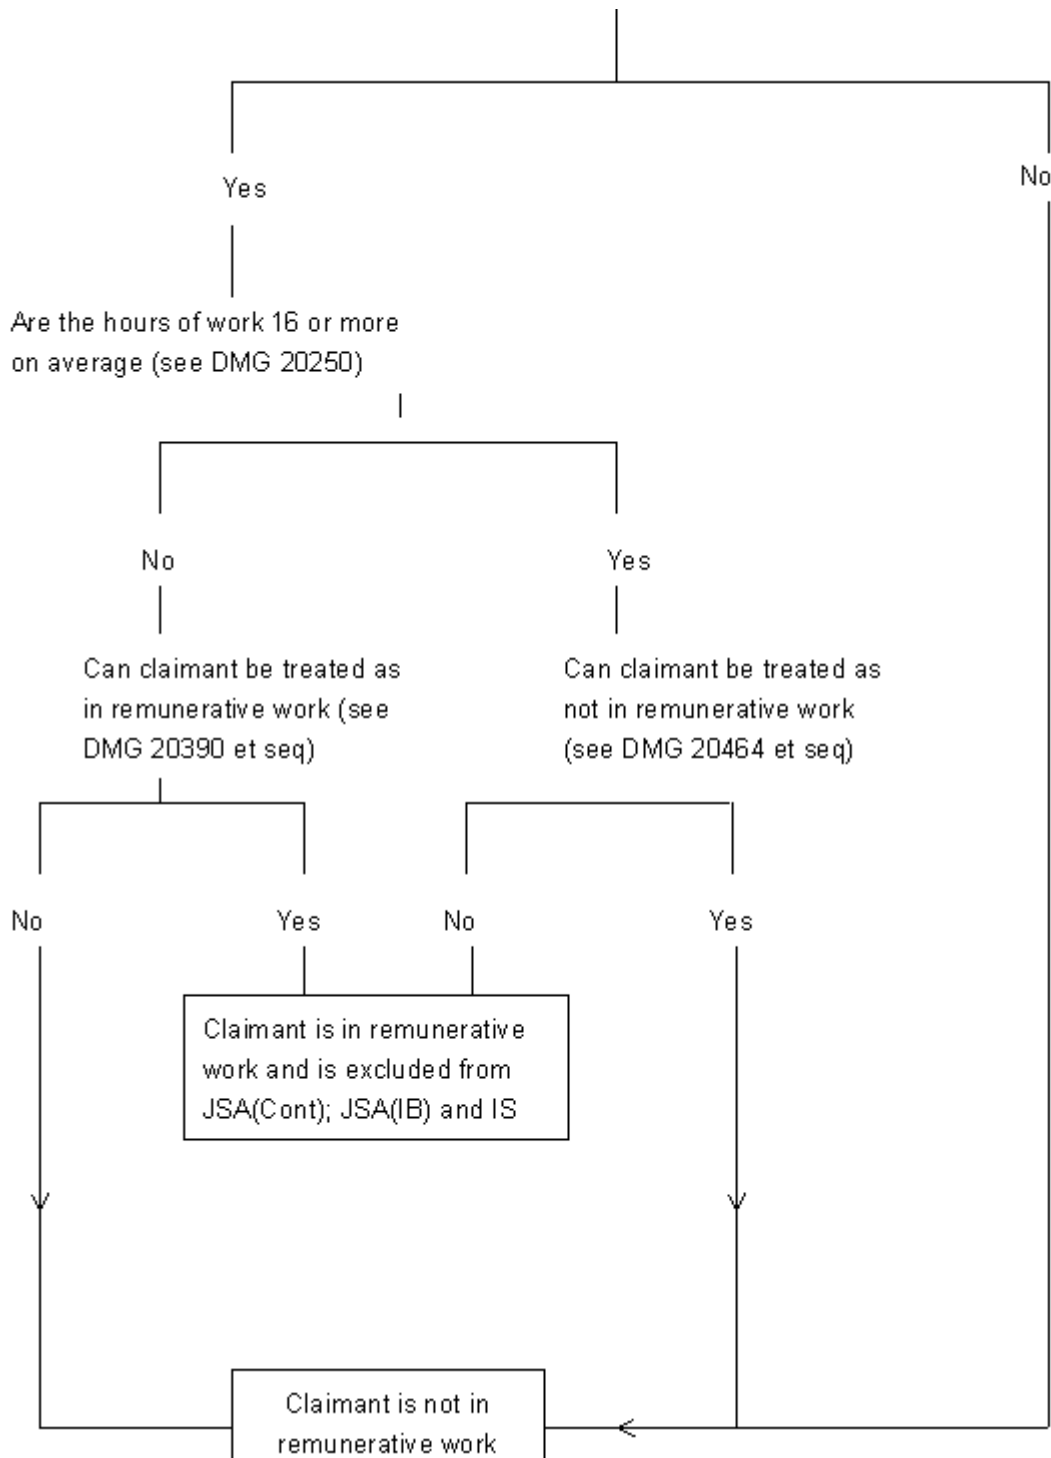 Yes
No
Are the hours of work 16 or more
on average (see DMG 20250)
No
Yes
Can claimant be treated as
in remunerative work (see
DMG 20390 et seq)
Can claimant be treated as
not in remunerative work
(see DMG 20464 et seq)
No
Yes
No
Yes
Claimant is in remunerative
work and is excluded from
JSA(Cont); JSA(IB) and IS
Claimant is not in
remunerative work